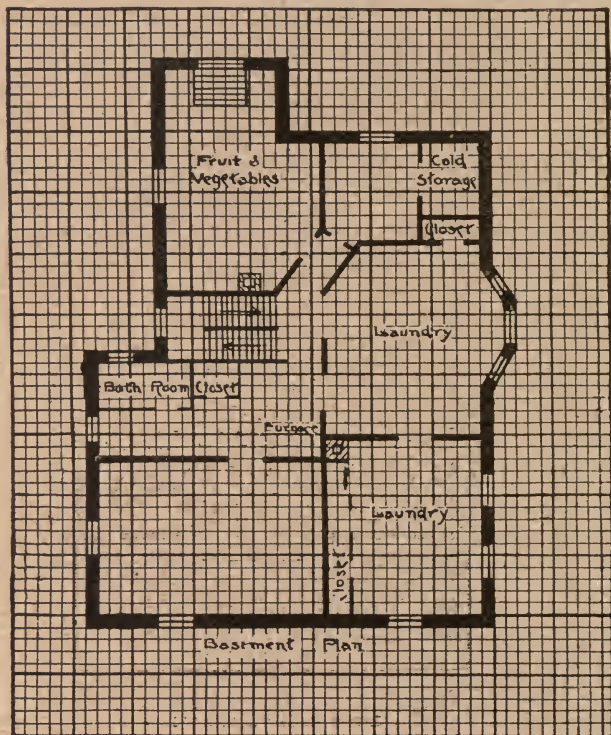 Fruit &
Vegetables
Cold
Storage
Closet
Laundry
Bath Room Closet
Furnace
Laundry
Closet
Basement Plan